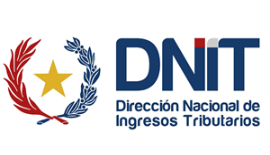 DNIT
Dirección Nacional de
Ingresos Tributarios